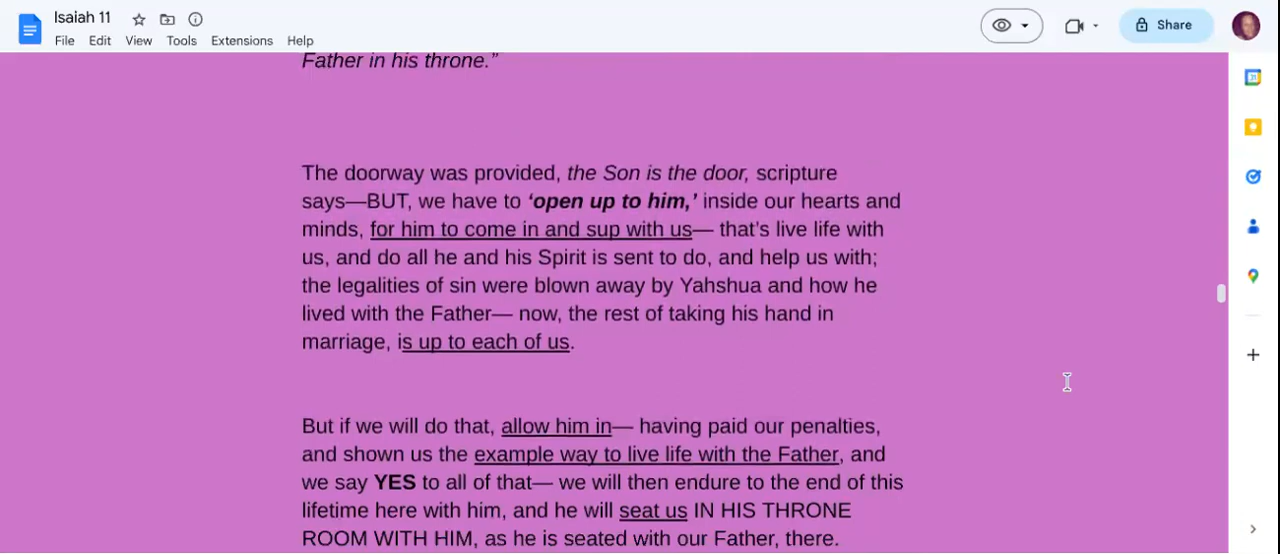 Isaiah 11
File Edit View Tools Extensions Help
Share
Father in his throne.”
The doorway was provided, the Son is the door, scripture
says—BUT, we have to ‘open up to him,’ inside our hearts and
minds, for him to come in and sup with us— that’s live life with
us, and do all he and his Spirit is sent to do, and help us with;
the legalities of sin were blown away by Yahshua and how he
lived with the Father— now, the rest of taking his hand in
marriage, is up to each of us.
But if we will do that, allow him in— having paid our penalties,
and shown us the example way to live life with the Father, and
we say YES to all of that— we will then endure to the end of this
lifetime here with him, and he will seat us IN HIS THRONE
ROOM WITH HIM, as he is seated with our Father, there.